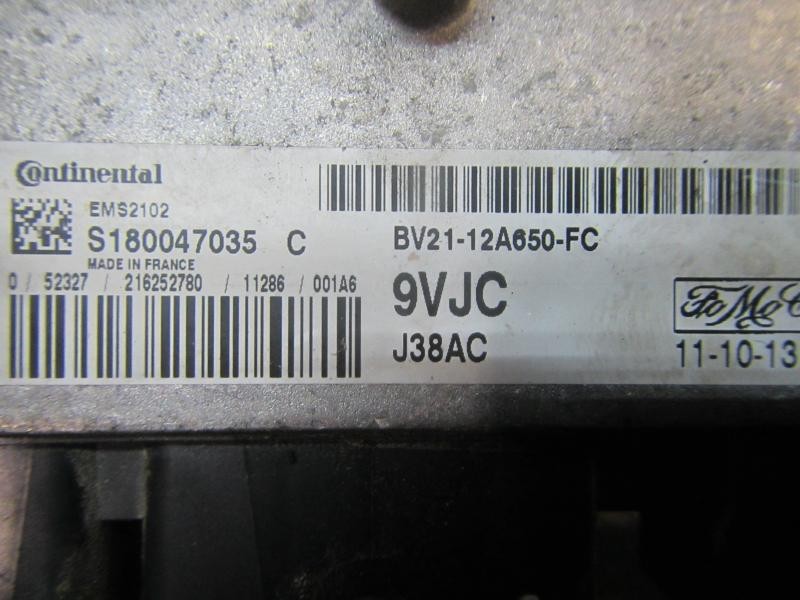 Continental
EMS2102
S180047035 C
MADE IN FRANCE
0 / 52327 / 216252780 / 11286 / 001A6
BV21-12A650-FC
9VJC
J38AC
FoMoC
11-10-13